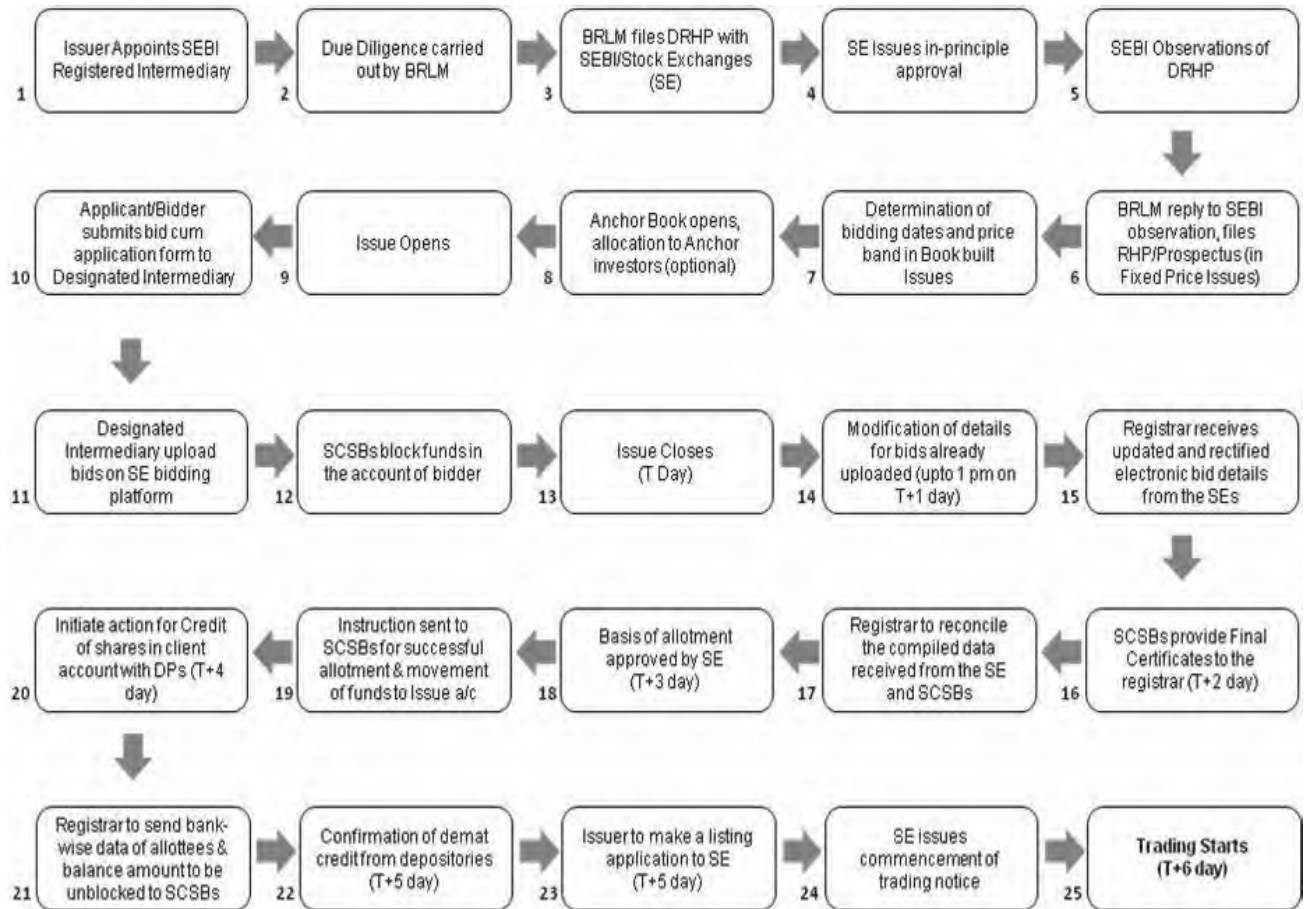 Issuer Appoints SEBI
Registered Intermediary
1
Due Diligence carried
out by BRLM
2
BRLM files DRHP with
SEBI/Stock Exchanges
(SE)
3
SE Issues in-principle
approval
4
SEBI Observations of
DRHP
5
BRLM reply to SEBI
observation, files
RHP/Prospectus (in
Fixed Price Issues)
6
Determination of
bidding dates and price
band in Book built
Issues
7
Anchor Book opens,
allocation to Anchor
investors (optional)
8
Issue Opens
9
Applicant/Bidder
submits bid cum
application form to
Designated Intermediary
10
Designated
Intermediary upload
bids on SE bidding
platform
11
SCSBs block funds in
the account of bidder
12
Issue Closes
(T Day)
13
Modification of details
for bids already
uploaded (upto 1 pm on
T+1 day)
14
Registrar receives
updated and rectified
electronic bid details
from the SEs
15
SCSBs provide Final
Certificates to the
registrar (T+2 day)
16
Registrar to reconcile
the compiled data
received from the SE
and SCSBs
17
Basis of allotment
approved by SE
(T+3 day)
18
Instruction sent to
SCSBs for successful
allotment & movement
of funds to Issue a/c
19
Initiate action for Credit
of shares in client
account with DPs (T+4
day)
20
Registrar to send bank-
wise data of allottees &
balance amount to be
unblocked to SCSBs
21
Confirmation of demat
credit from depositories
(T+5 day)
22
Issuer to make a listing
application to SE
(T+5 day)
23
SE issues
commencement of
trading notice
24
Trading Starts
(T+6 day)
25